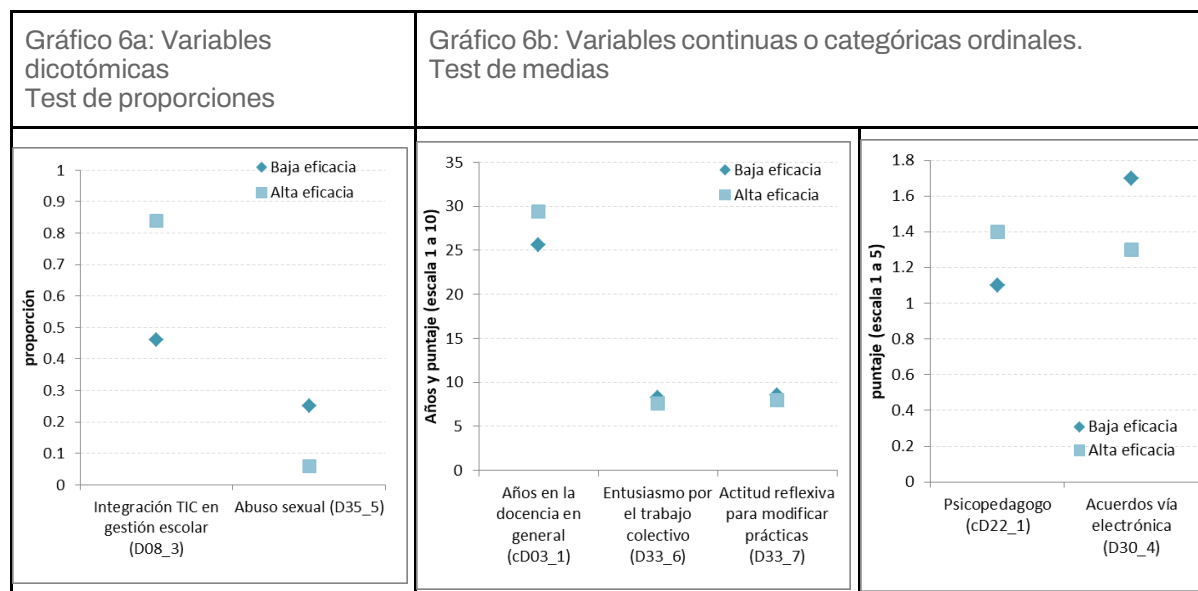 Gráfico 6a: Variables
dicotómicas
Test de proporciones
Gráfico 6b: Variables continuas o categóricas ordinales.
Test de medias
proporción
1
0.9
0.8
0.7
0.6
0.5
0.4
0.3
0.2
0.1
0
Baja eficacia
Alta eficacia
Integración TIC en
gestión escolar
(D08_3)
Abuso sexual (D35_5)
Años y puntaje (escala 1 a 10)
35
30
25
20
15
10
5
0
Baja eficacia
Alta eficacia
Años en la
docencia en
general
(cD03_1)
Entusiasmo por
el trabajo
colectivo
(D33_6)
Actitud reflexiva
para modificar
prácticas
(D33_7)
puntaje (escala 1 a 5)
1.8
1.6
1.4
1.2
1
0.8
0.6
0.4
0.2
0
Baja eficacia
Alta eficacia
Psicopedagogo
(cD22_1)
Acuerdos vía
electrónica
(D30_4)